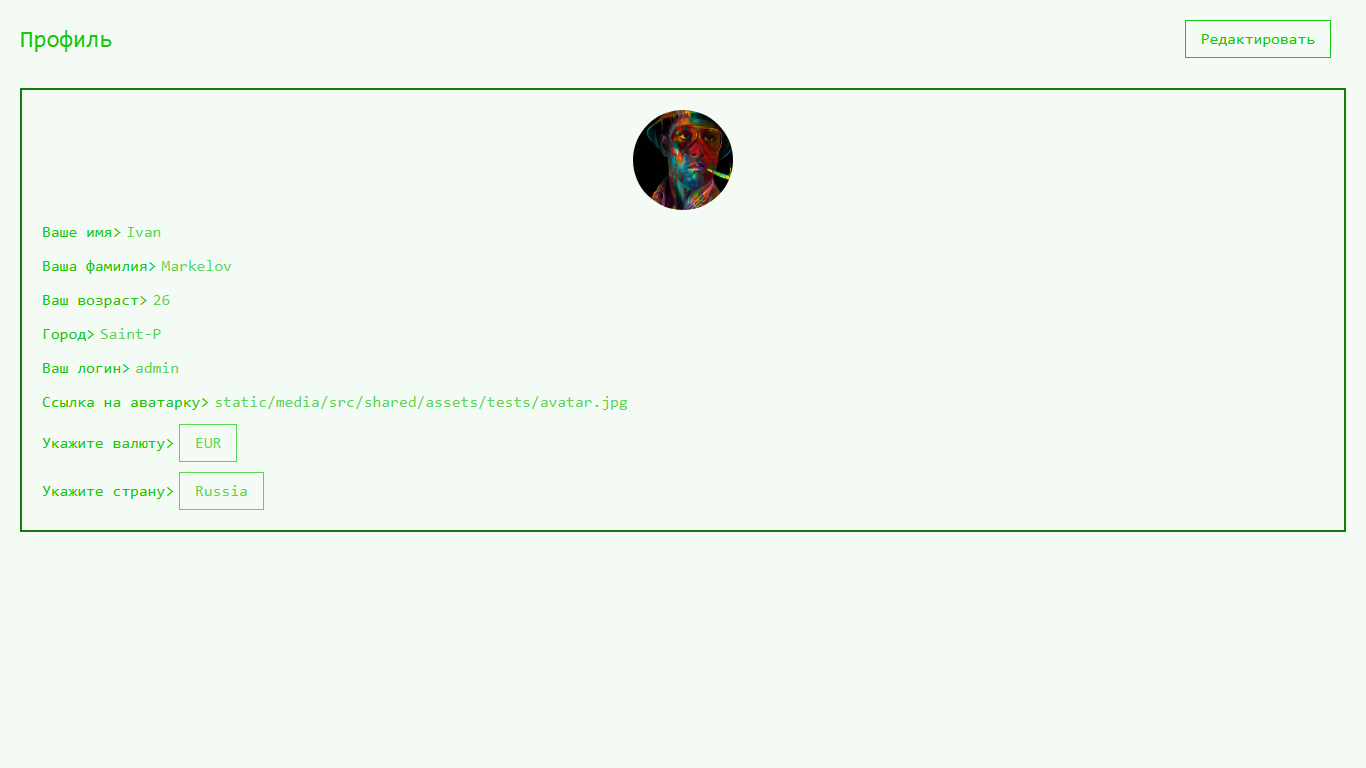 Профиль
Редактировать
Ваше имя> Ivan
Ваша фамилия> Markelov
Ваш возраст> 26
Город> Saint-P
Ваш логин> admin
Ссылка на аватарку> static/media/src/shared/assets/tests/avatar.jpg
Укажите валюту> EUR
Укажите страну> Russia